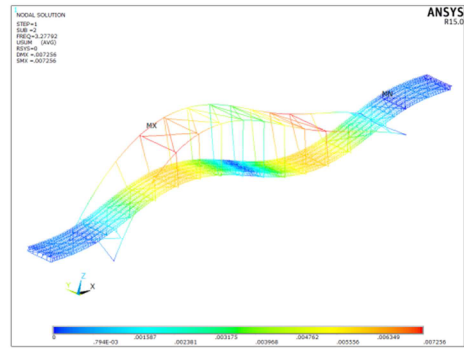 NODAL SOLUTION
STEP=1
SUB =2
FREQ=3.27792
USUM (AVG)
RSYS=0
DMX =.007256
SMX =.007256
ANSYS
R15.0
MX
MN
Z
Y
X
0
.794E-03
.001587
.002381
.003175
.003968
.004762
.005556
.006349
.007256